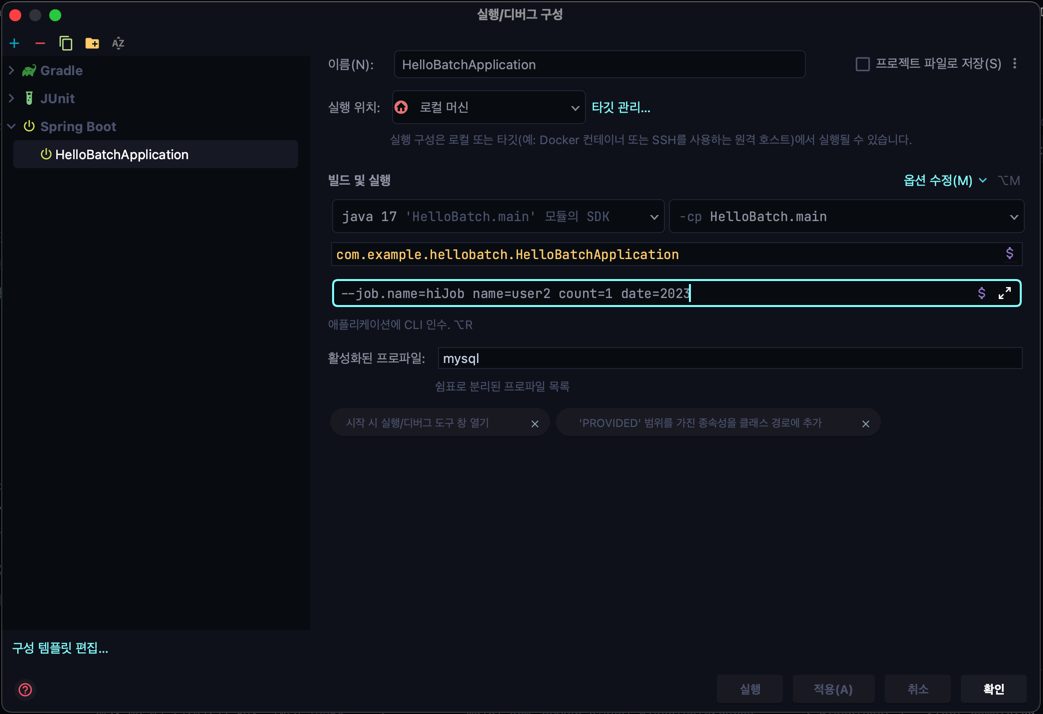 실행/디버그 구성
Gradle
JUnit
Spring Boot
HelloBatchApplication
구성 템플릿 편집...
이름(N): HelloBatchApplication 프로젝트 파일로 저장(S)
실행 위치: 로컬 머신 타깃 관리...
실행 구성은 로컬 또는 타깃(예: Docker 컨테이너 또는 SSH를 사용하는 원격 호스트)에서 실행될 수 있습니다.
빌드 및 실행 옵션 수정(M) ⌥M
java 17 'HelloBatch.main' 모듈의 SDK -cp HelloBatch.main
com.example.hellobatch.HelloBatchApplication $
--job.name=hiJob name=user2 count=1 date=2023 $
애플리케이션에 CLI 인수. ⌥R
활성화된 프로파일: mysql
쉼표로 분리된 프로파일 목록
시작 시 실행/디버그 도구 창 열기 × 'PROVIDED' 범위를 가진 종속성을 클래스 경로에 추가 ×
? 실행 적용(A) 취소 확인